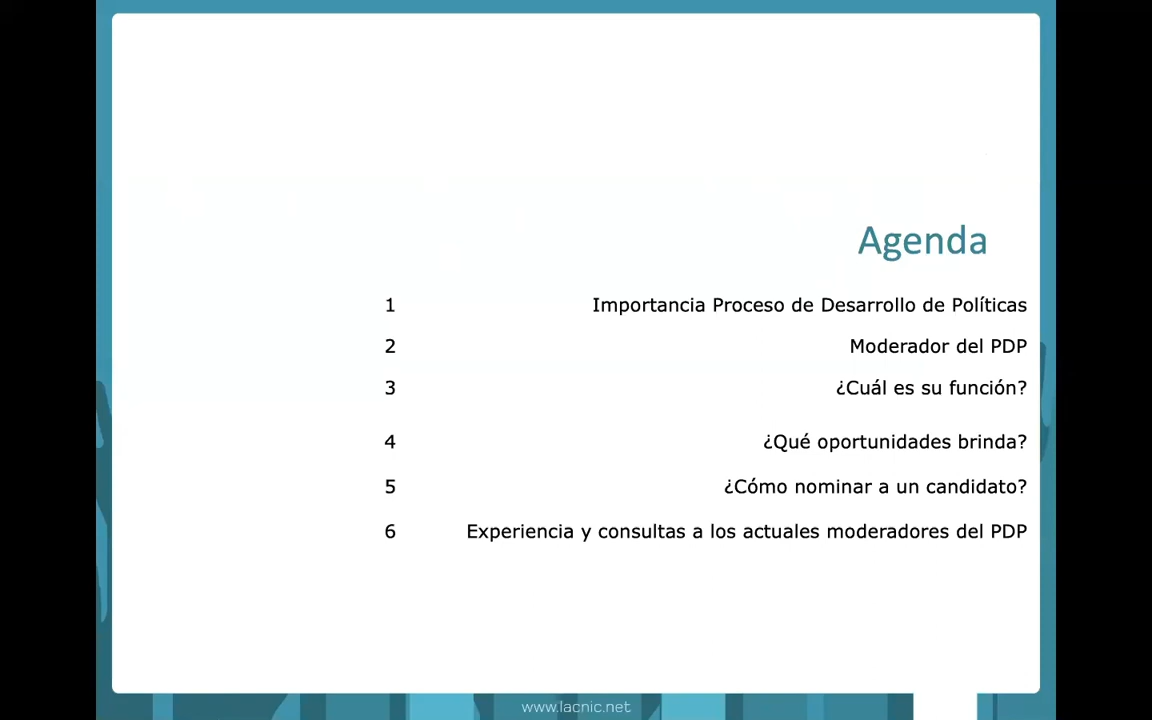 Agenda
1 Importancia Proceso de Desarrollo de Políticas
2 Moderador del PDP
3 ¿Cuál es su función?
4 ¿Qué oportunidades brinda?
5 ¿Cómo nominar a un candidato?
6 Experiencia y consultas a los actuales moderadores del PDP
www.lacnic.net